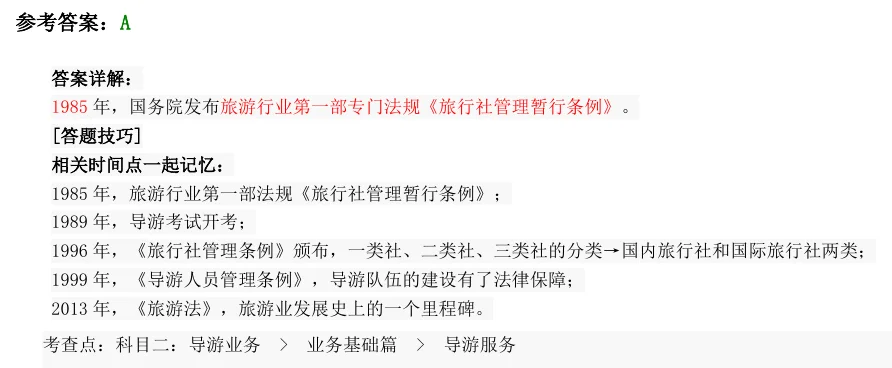 参考答案：A
答案详解：
1985 年，国务院发布旅游行业第一部专门法规《旅行社管理暂行条例》。
[答题技巧]
相关时间点一起记忆：
1985 年，旅游行业第一部法规《旅行社管理暂行条例》；
1989 年，导游考试开考；
1996 年，《旅行社管理条例》颁布，一类社、二类社、三类社的分类→国内旅行社和国际旅行社两类；
1999 年，《导游人员管理条例》，导游队伍的建设有了法律保障；
2013 年，《旅游法》，旅游业发展史上的一个里程碑。
考查点：科目二：导游业务 > 业务基础篇 > 导游服务